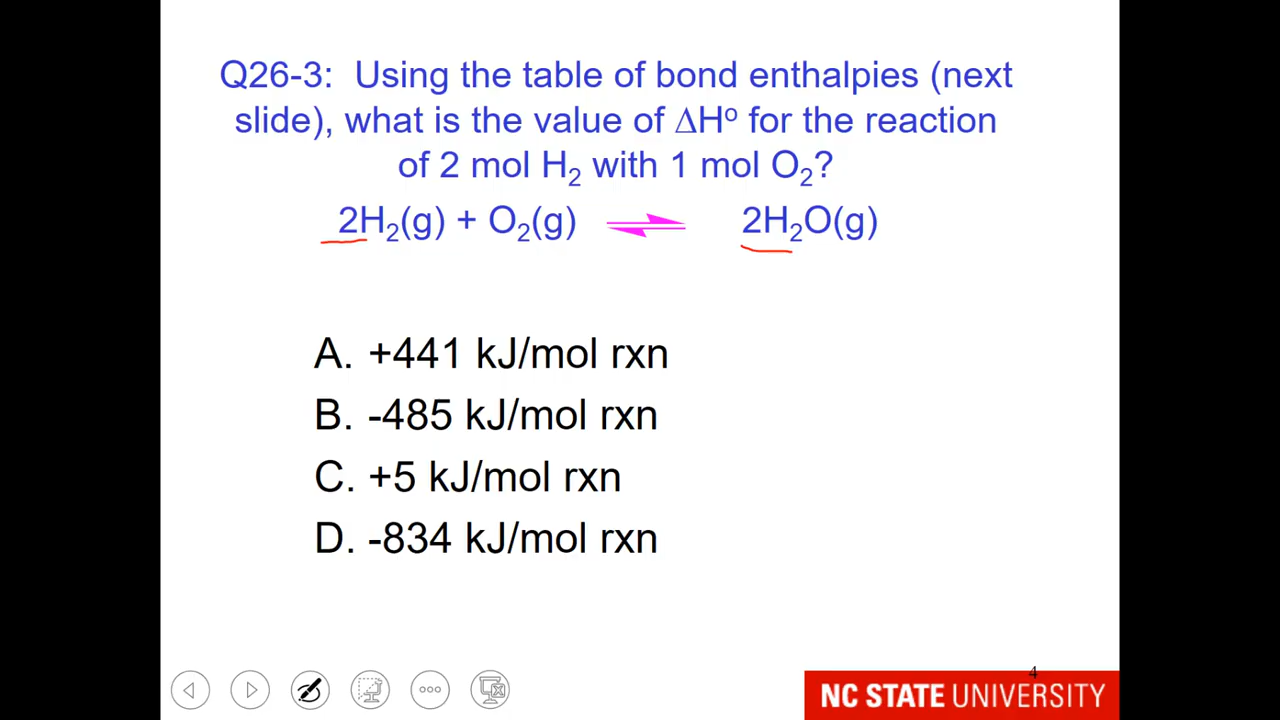 Q26-3: Using the table of bond enthalpies (next
slide), what is the value of ∆Hº for the reaction
of 2 mol H₂ with 1 mol O₂?
2H₂(g) + O₂(g) ⇌ 2H₂O(g)
A. +441 kJ/mol rxn
B. -485 kJ/mol rxn
C. +5 kJ/mol rxn
D. -834 kJ/mol rxn
4
NC STATE UNIVERSITY